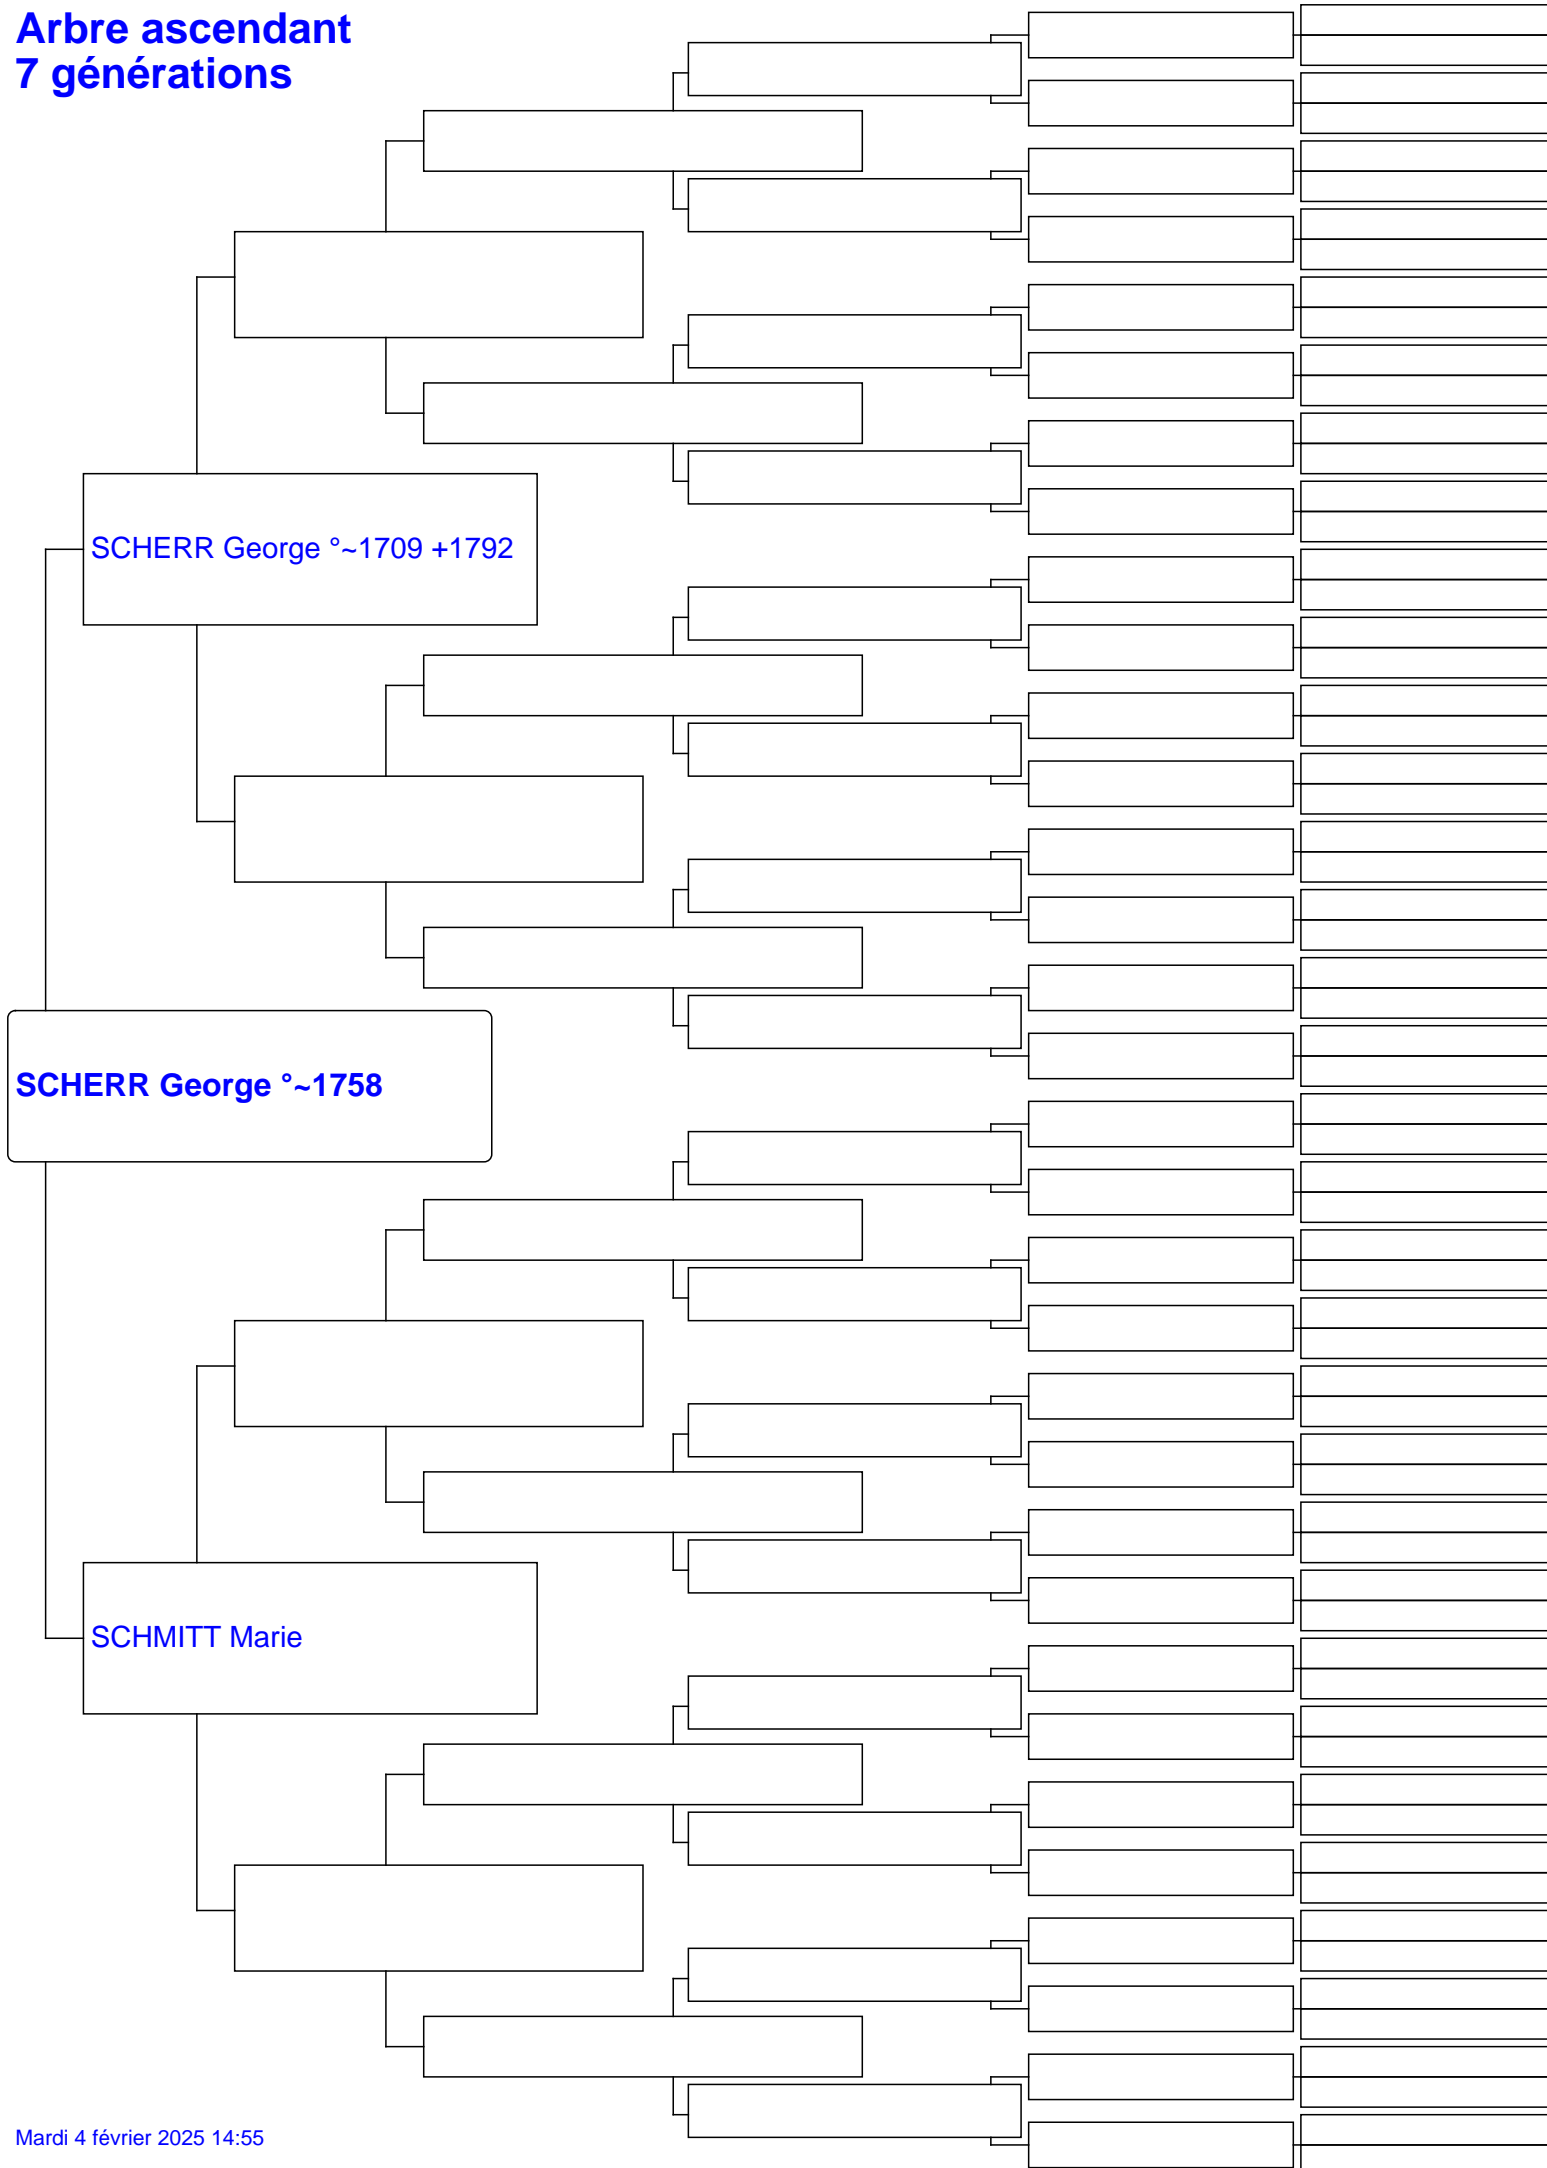 Arbre ascendant
7 générations
SCHERR George °~1709 +1792
SCHERR George °~1758
SCHMITT Marie
Mardi 4 février 2025 14:55